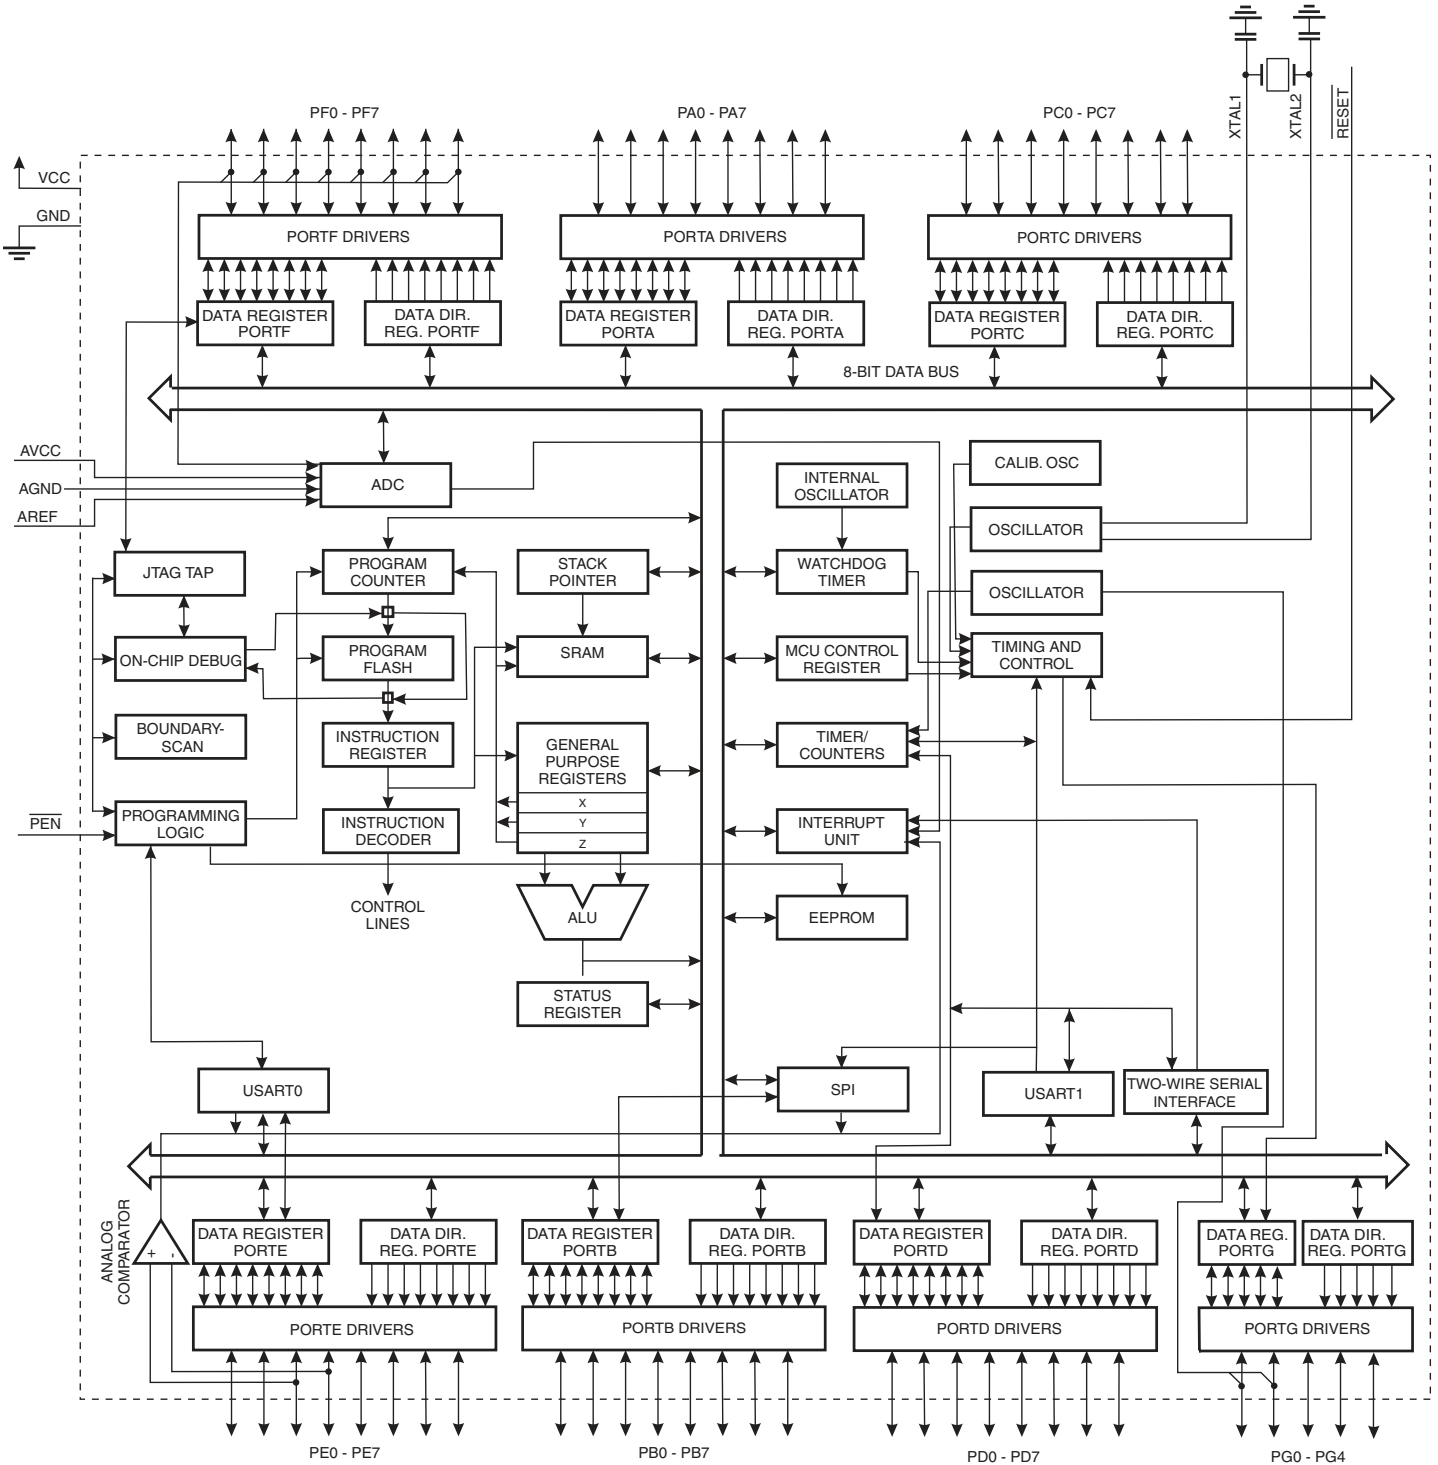 XTAL1
XTAL2
RESET
PF0 - PF7
PA0 - PA7
PC0 - PC7
VCC
GND
PORTF DRIVERS
PORTA DRIVERS
PORTC DRIVERS
DATA REGISTER
PORTF
DATA DIR.
REG. PORTF
DATA REGISTER
PORTA
DATA DIR.
REG. PORTA
DATA REGISTER
PORTC
DATA DIR.
REG. PORTC
8-BIT DATA BUS
AVCC
AGND
AREF
ADC
INTERNAL
OSCILLATOR
CALIB. OSC
OSCILLATOR
JTAG TAP
PROGRAM
COUNTER
STACK
POINTER
WATCHDOG
TIMER
OSCILLATOR
ON-CHIP DEBUG
PROGRAM
FLASH
SRAM
MCU CONTROL
REGISTER
TIMING AND
CONTROL
BOUNDARY-
SCAN
INSTRUCTION
REGISTER
GENERAL
PURPOSE
REGISTERS
X
Y
Z
TIMER/
COUNTERS
PEN
PROGRAMMING
LOGIC
INSTRUCTION
DECODER
INTERRUPT
UNIT
CONTROL
LINES
ALU
EEPROM
STATUS
REGISTER
USART0
SPI
USART1
TWO-WIRE SERIAL
INTERFACE
ANALOG
COMPARATOR
+
-
DATA REGISTER
PORTE
DATA DIR.
REG. PORTE
DATA REGISTER
PORTB
DATA DIR.
REG. PORTB
DATA REGISTER
PORTD
DATA DIR.
REG. PORTD
DATA REG.
PORTG
DATA DIR.
REG. PORTG
PORTE DRIVERS
PORTB DRIVERS
PORTD DRIVERS
PORTG DRIVERS
PE0 - PE7
PB0 - PB7
PD0 - PD7
PG0 - PG4